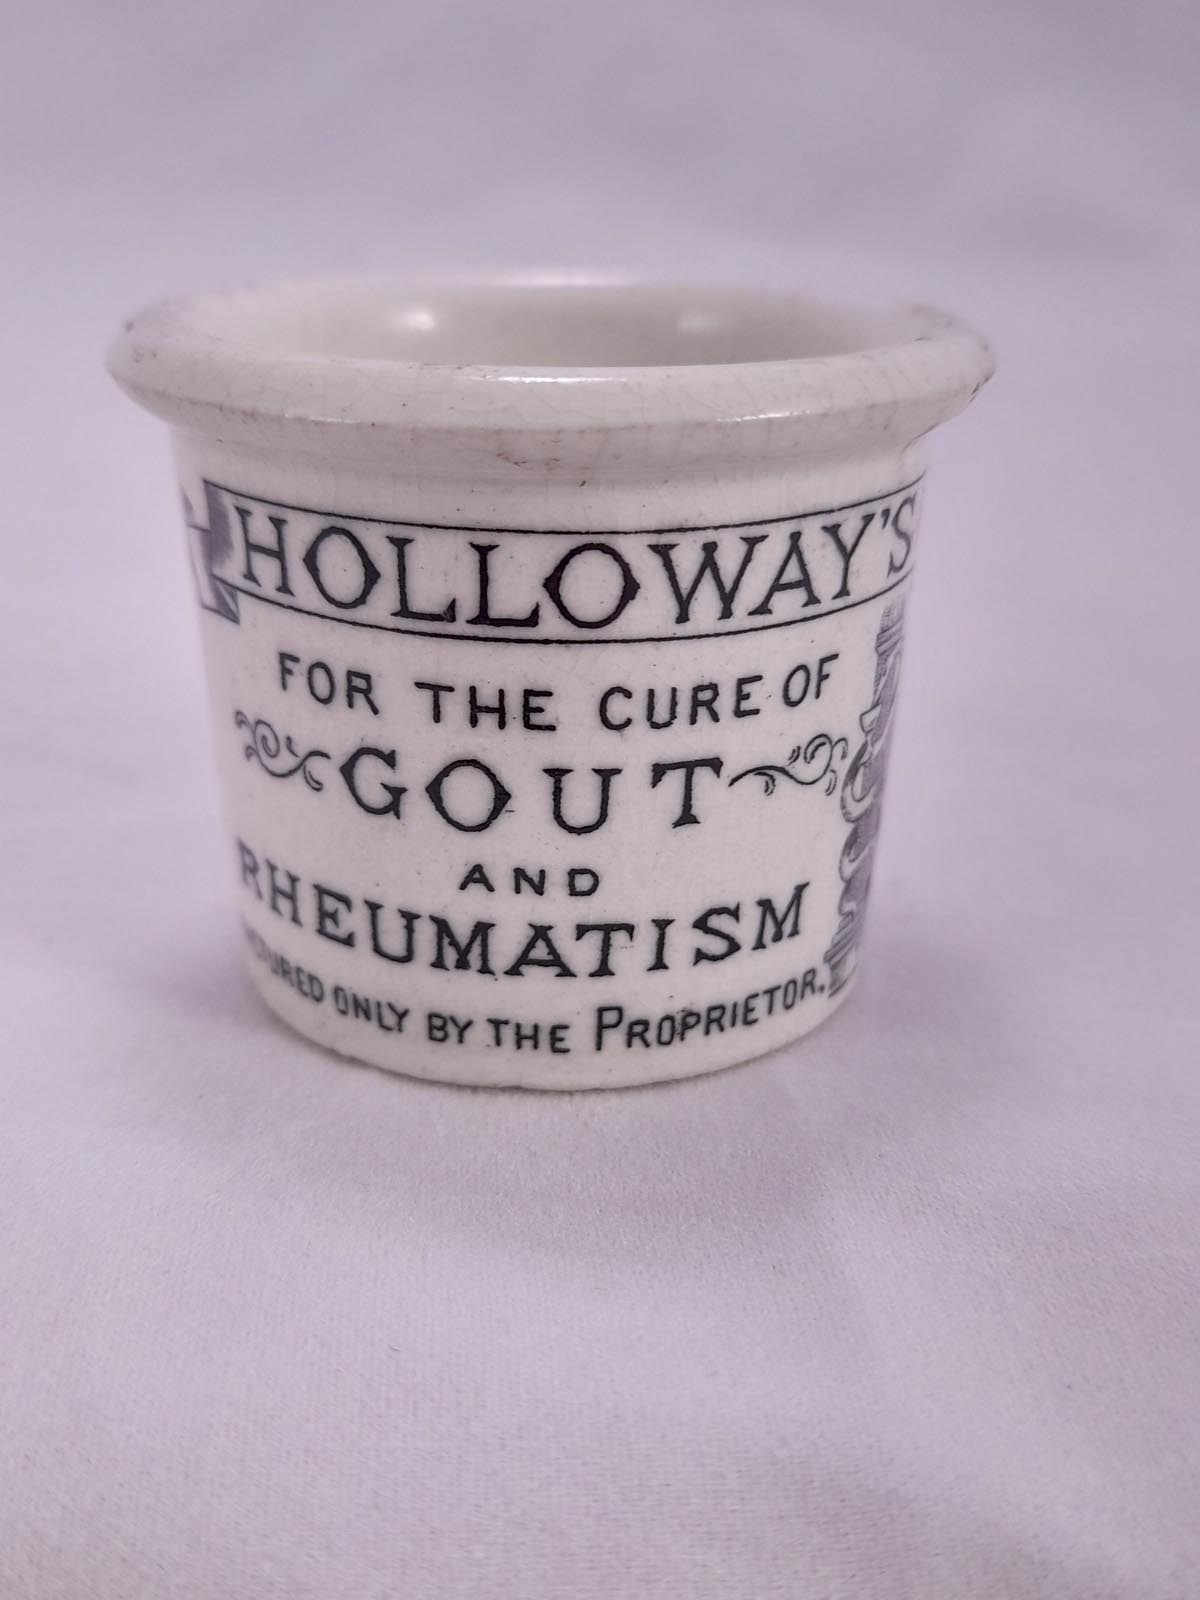 HOLLOWAY'S
FOR THE CURE OF
GOUT
AND
RHEUMATISM
ONLY BY THE PROPRIETOR.